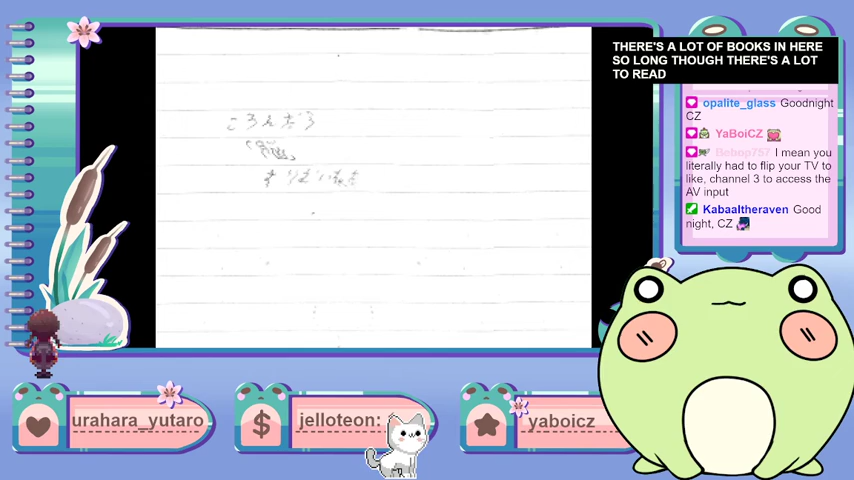 THERE'S A LOT OF BOOKS IN HERE
SO LONG THOUGH THERE'S A LOT
TO READ
opalite_glass Goodnight
CZ
YaBoiCZ
Bebop757 I mean you
literally had to flip your TV to
like, channel 3 to access the
AV input
Kabaaltheraven Good
night, CZ
urahara_yutaro
$
jelloteon:
yaboicz